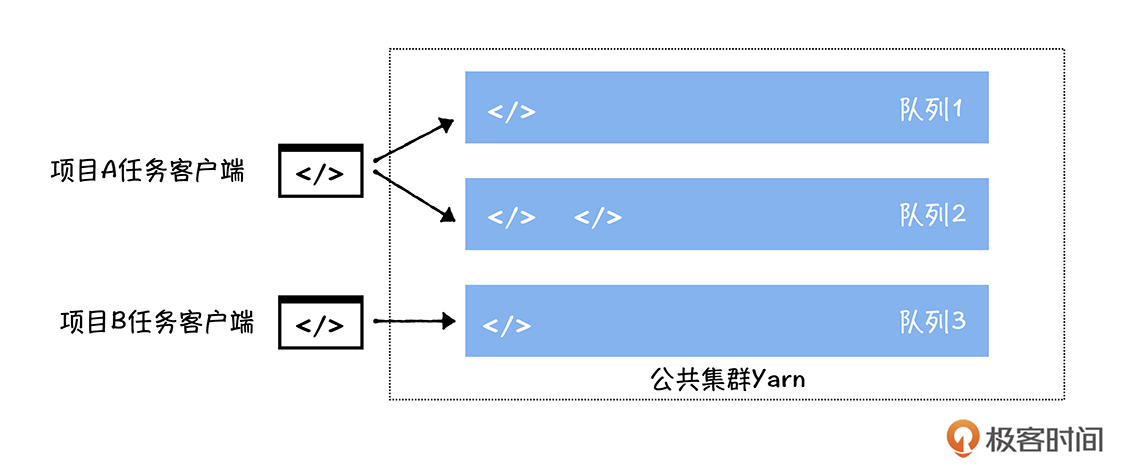 </> 队列1
项目A任务客户端 </>
</> </> 队列2
项目B任务客户端 </> </> 队列3
公共集群Yarn
极客时间